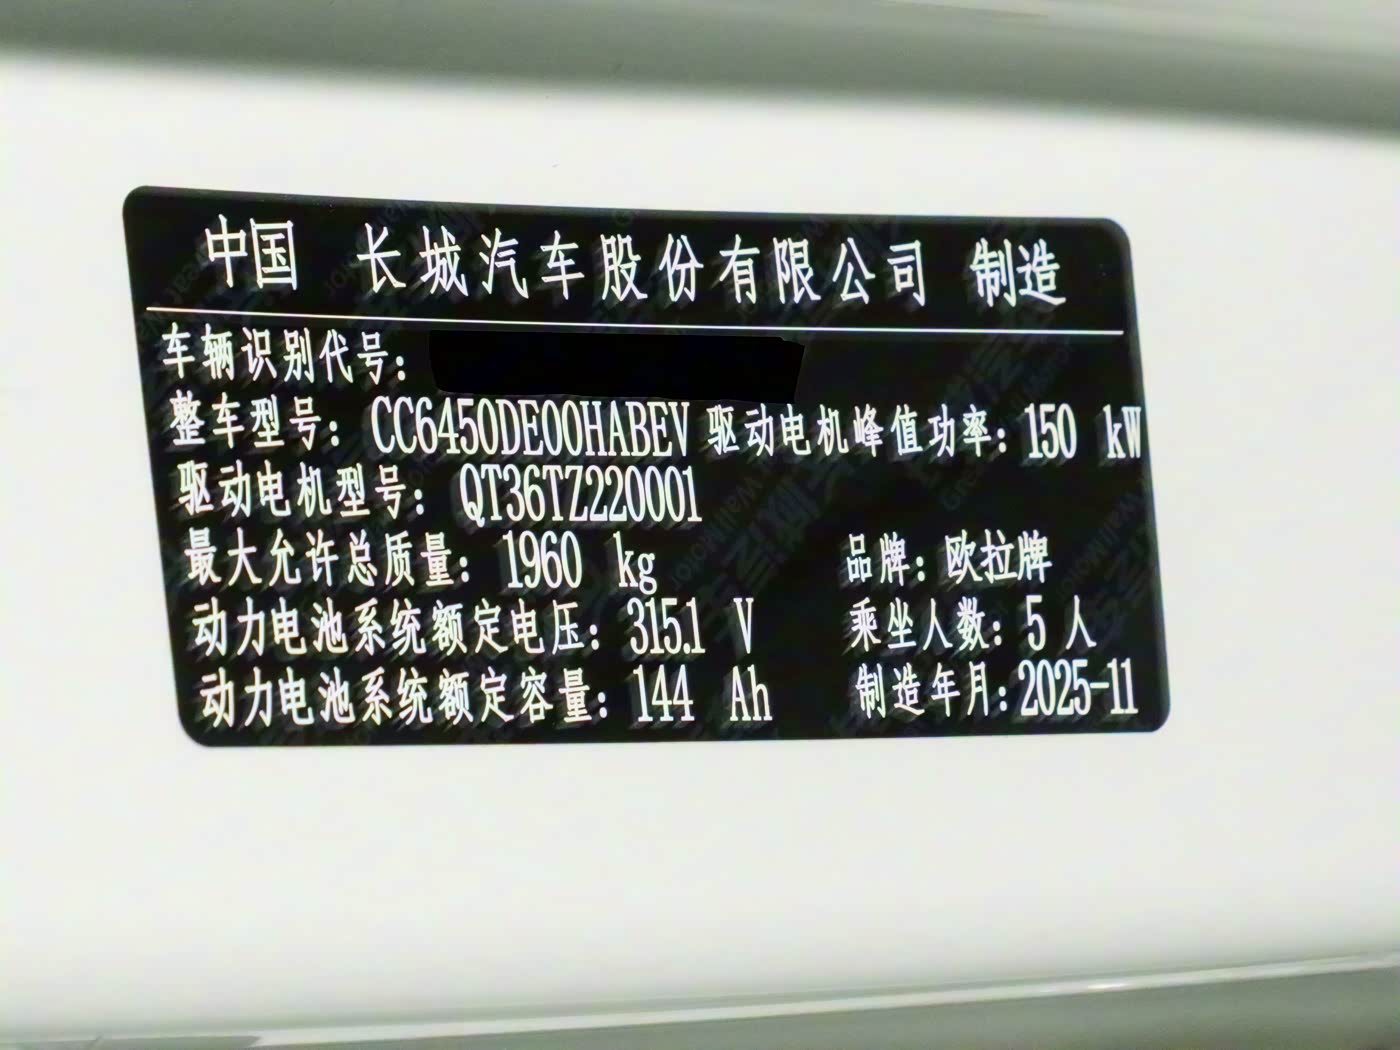 中国 长城汽车股份有限公司 制造
车辆识别代号:
整车型号: CC6450DE00HABEV 驱动电机峰值功率: 150 kW
驱动电机型号: QT36TZ220001
最大允许总质量: 1960 kg 品牌: 欧拉牌
动力电池系统额定电压: 315.1 V 乘坐人数: 5 人
动力电池系统额定容量: 144 Ah 制造年月: 2025-11